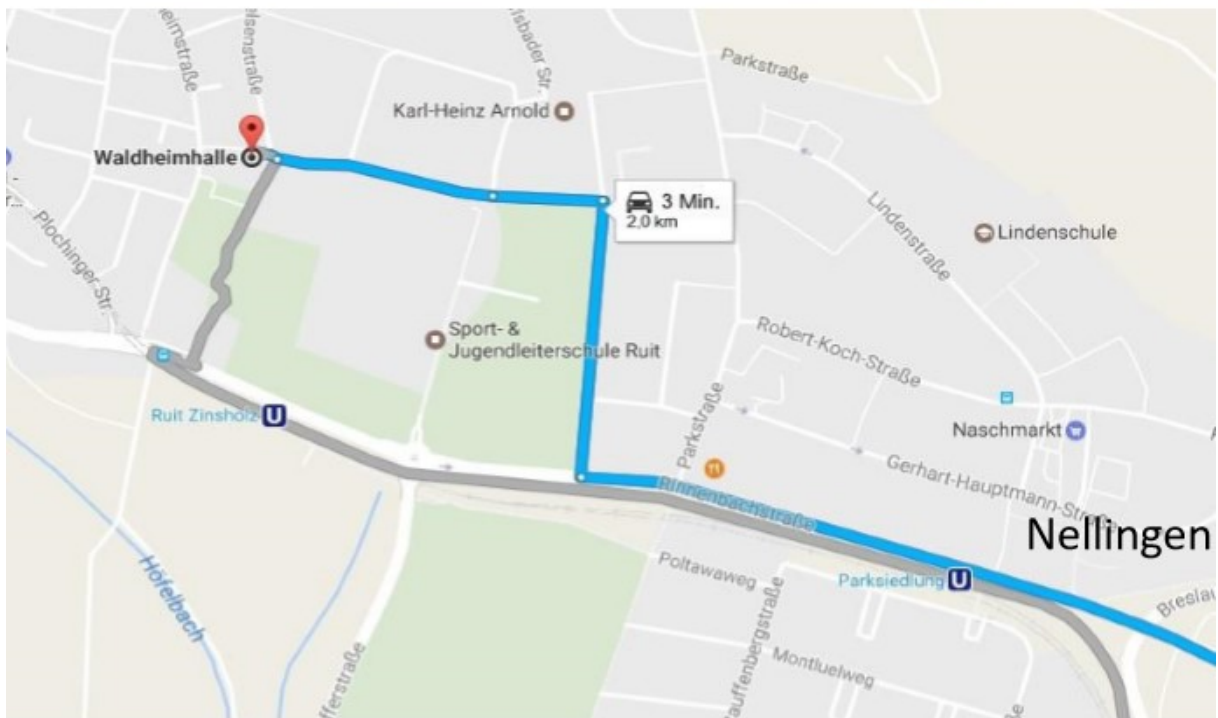 Parkstraße
Karl-Heinz Arnold
Waldheimhalle
3 Min.
2,0 km
Lindenstraße
Lindenschule
Plochinger Str.
Sport- &
Jugendleiterschule Ruit
Robert-Koch-Straße
Ruit Zinsholz
U
Parkstraße
Naschmarkt
Gerhart-Hauptmann-Straße
Rinnenbachstraße
Nellingen
Höfelbach
Poltawaweg
Parksiedlung
U
Montluelweg